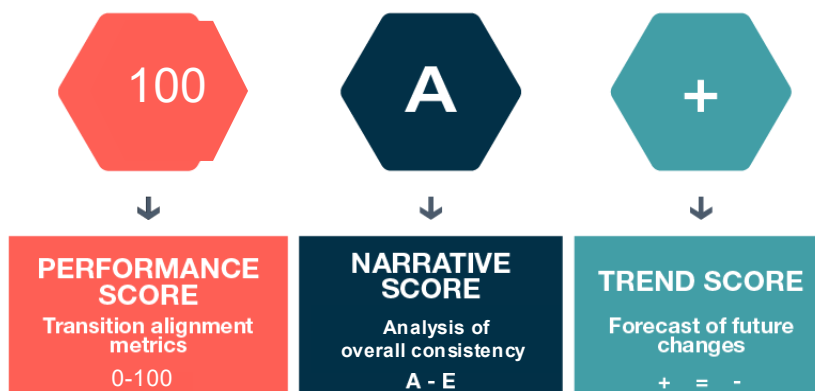 100
A
+
PERFORMANCE
SCORE
Transition alignment
metrics
0-100
NARRATIVE
SCORE
Analysis of
overall consistency
A - E
TREND SCORE
Forecast of future
changes
+ = -